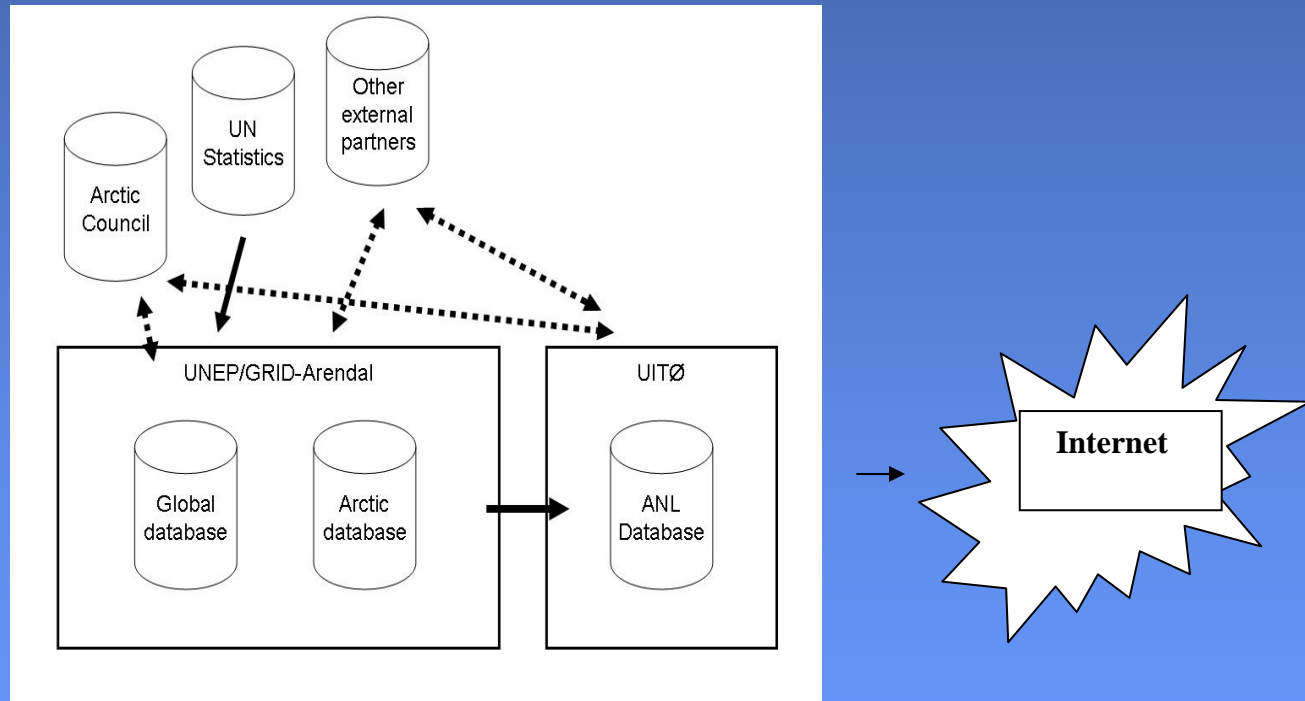 Other
external
partners
UN
Statistics
Arctic
Council
UNEP/GRID-Arendal
UITØ
Global
database
Arctic
database
ANL
Database
Internet